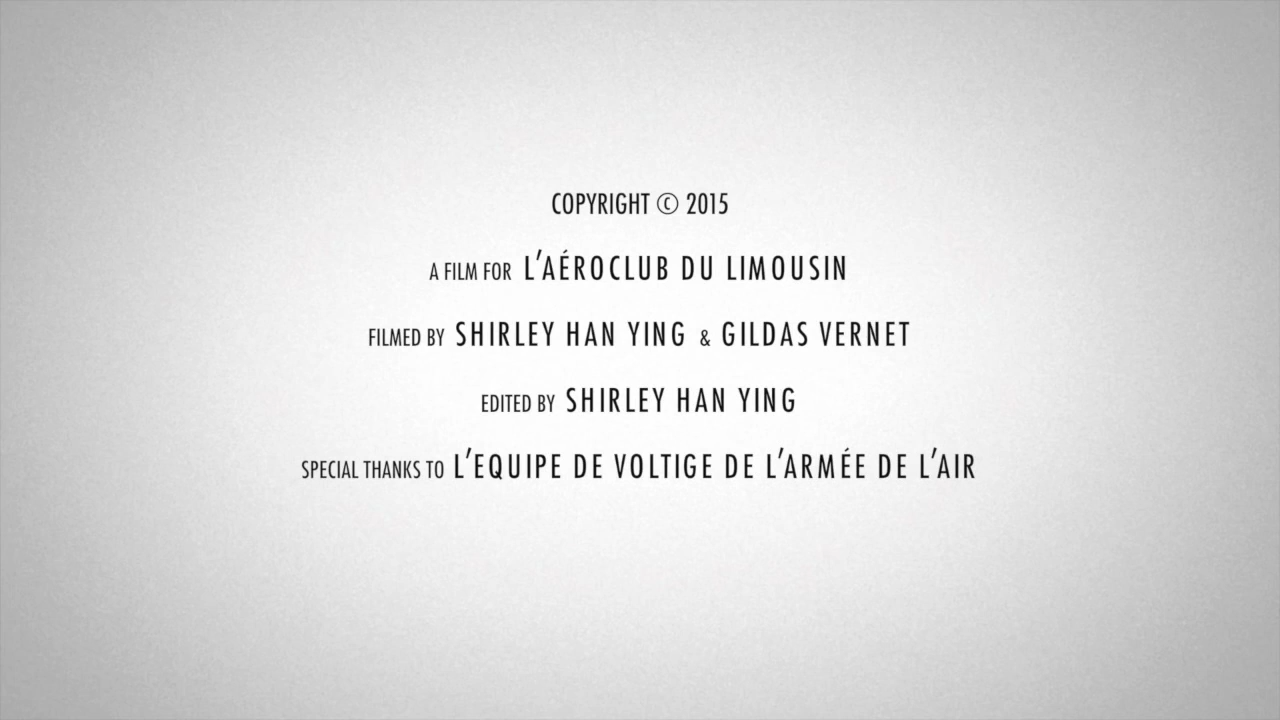 COPYRIGHT © 2015
A FILM FOR L'AÉROCLUB DU LIMOUSIN
FILMED BY SHIRLEY HAN YING & GILDAS VERNET
EDITED BY SHIRLEY HAN YING
SPECIAL THANKS TO L'EQUIPE DE VOLTIGE DE L'ARMÉE DE L'AIR